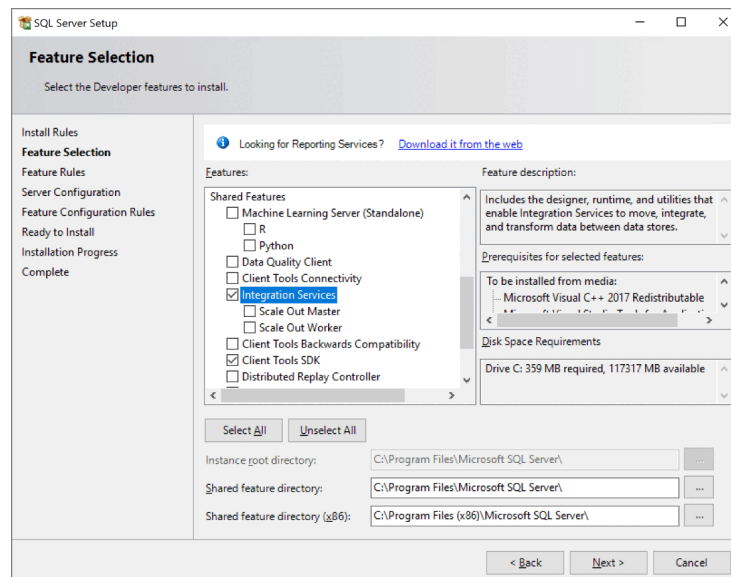 SQL Server Setup
Feature Selection
Select the Developer features to install.
Install Rules
Feature Selection
Feature Rules
Server Configuration
Feature Configuration Rules
Ready to Install
Installation Progress
Complete
Looking for Reporting Services? Download it from the web
Features:
Shared Features
Machine Learning Server (Standalone)
R
Python
Data Quality Client
Client Tools Connectivity
Integration Services
Scale Out Master
Scale Out Worker
Client Tools Backwards Compatibility
Client Tools SDK
Distributed Replay Controller
Feature description:
Includes the designer, runtime, and utilities that
enable Integration Services to move, integrate,
and transform data between data stores.
Prerequisites for selected features:
To be installed from media:
Microsoft Visual C++ 2017 Redistributable
Disk Space Requirements
Drive C: 359 MB required, 117317 MB available
Select All
Unselect All
Instance root directory:
C:\Program Files\Microsoft SQL Server\
...
Shared feature directory:
C:\Program Files\Microsoft SQL Server\
...
Shared feature directory (x86):
C:\Program Files (x86)\Microsoft SQL Server\
...
< Back
Next >
Cancel